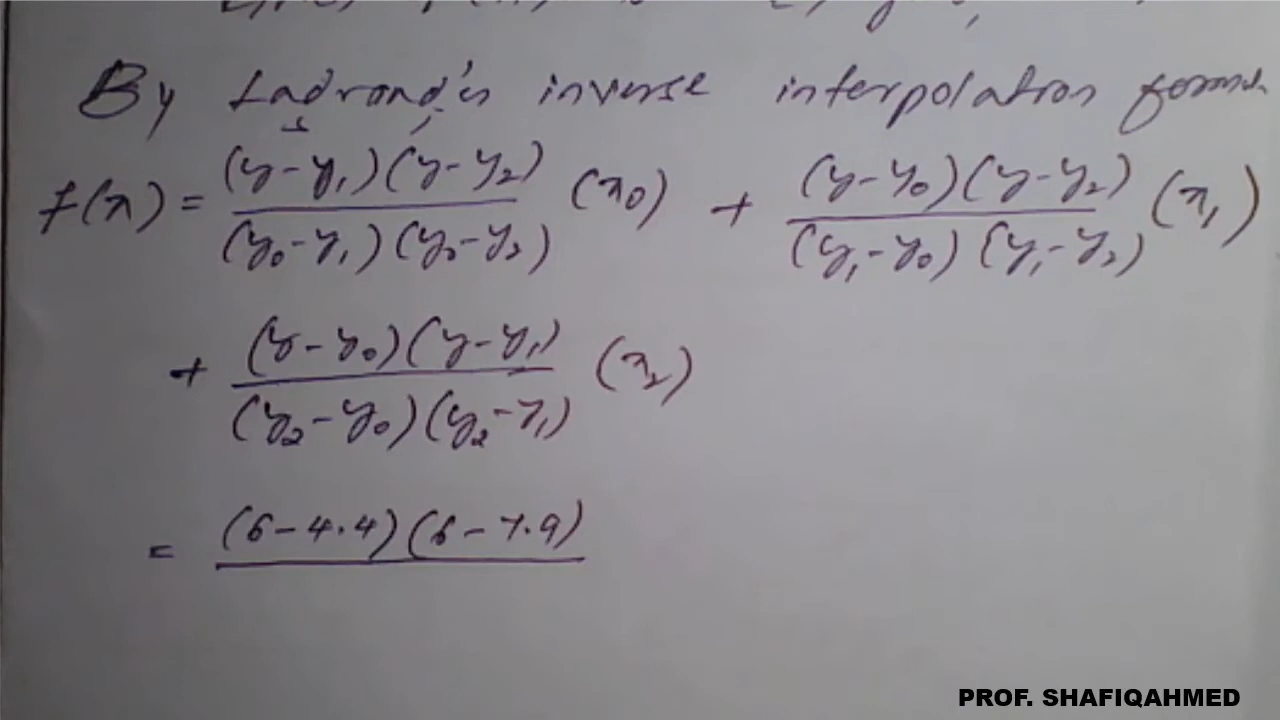 By Lagrange's inverse interpolation formu.
f(x) = (y-y₁)(y-y₂) / (y₀-y₁)(y₀-y₂) (x₀) + (y-y₀)(y-y₂) / (y₁-y₀)(y₁-y₂) (x₁)
+ (y-y₀)(y-y₁) / (y₂-y₀)(y₂-y₁) (x₂)
= (6-4.4)(6-7.9)
PROF. SHAFIQAHMED